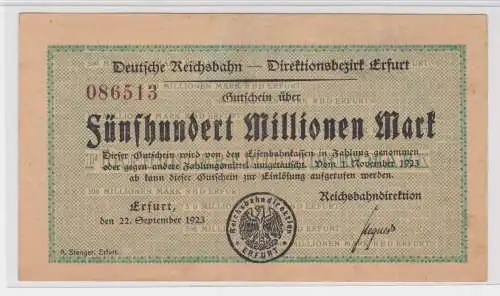 Deutsche Reichsbahn — Direktionsbezirk Erfurt
086513
Gutschein über
Fünfhundert Millionen Mark
Dieser Gutschein wird von den Eisenbahnkassen in Zahlung genommen
oder gegen andere Zahlungsmittel umgetauscht. Vom 1. November 1923
ab kann dieser Gutschein zur Einlösung aufgerufen werden.
Erfurt,
den 22. September 1923
Reichsbahndirektion
Reichsbahndirektion
ERFURT
A. Stenger, Erfurt.